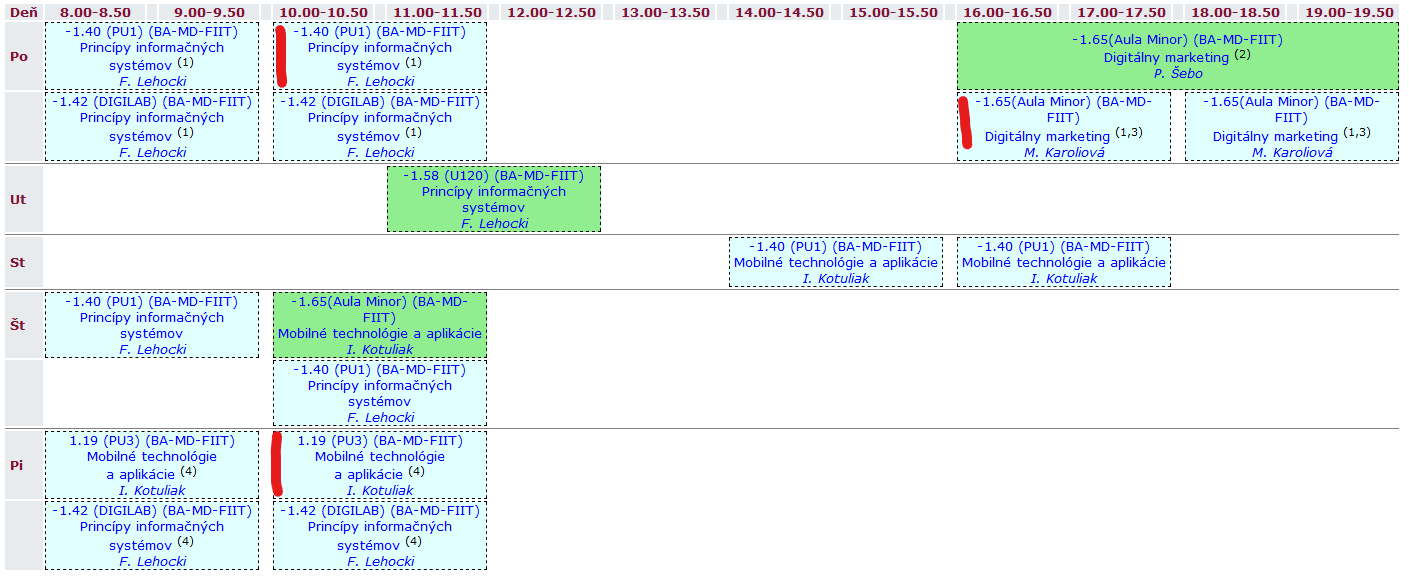 Deň 8.00-8.50 9.00-9.50 10.00-10.50 11.00-11.50 12.00-12.50 13.00-13.50 14.00-14.50 15.00-15.50 16.00-16.50 17.00-17.50 18.00-18.50 19.00-19.50
Po
-1.40 (PU1) (BA-MD-FIIT)
Princípy informačných
systémov (1)
F. Lehocki
-1.40 (PU1) (BA-MD-FIIT)
Princípy informačných
systémov (1)
F. Lehocki
-1.65(Aula Minor) (BA-MD-FIIT)
Digitálny marketing (2)
P. Šebo
-1.42 (DIGILAB) (BA-MD-FIIT)
Princípy informačných
systémov (1)
F. Lehocki
-1.42 (DIGILAB) (BA-MD-FIIT)
Princípy informačných
systémov (1)
F. Lehocki
-1.65(Aula Minor) (BA-MD-
FIIT)
Digitálny marketing (1,3)
M. Karoliová
-1.65(Aula Minor) (BA-MD-
FIIT)
Digitálny marketing (1,3)
M. Karoliová
Ut
-1.58 (U120) (BA-MD-FIIT)
Princípy informačných
systémov
F. Lehocki
St
-1.40 (PU1) (BA-MD-FIIT)
Mobilné technológie a aplikácie
I. Kotuliak
-1.40 (PU1) (BA-MD-FIIT)
Mobilné technológie a aplikácie
I. Kotuliak
Št
-1.40 (PU1) (BA-MD-FIIT)
Princípy informačných
systémov
F. Lehocki
-1.65(Aula Minor) (BA-MD-
FIIT)
Mobilné technológie a aplikácie
I. Kotuliak
-1.40 (PU1) (BA-MD-FIIT)
Princípy informačných
systémov
F. Lehocki
Pi
1.19 (PU3) (BA-MD-FIIT)
Mobilné technológie
a aplikácie (4)
I. Kotuliak
1.19 (PU3) (BA-MD-FIIT)
Mobilné technológie
a aplikácie (4)
I. Kotuliak
-1.42 (DIGILAB) (BA-MD-FIIT)
Princípy informačných
systémov (4)
F. Lehocki
-1.42 (DIGILAB) (BA-MD-FIIT)
Princípy informačných
systémov (4)
F. Lehocki